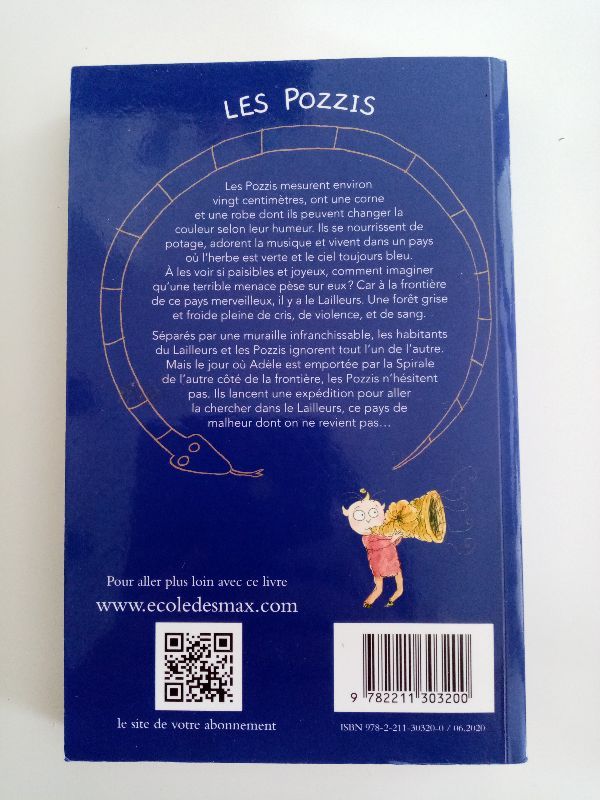 LES POZZIS
Les Pozzis mesurent environ
vingt centimètres, ont une corne
et une robe dont ils peuvent changer la
couleur selon leur humeur. Ils se nourrissent de
potage, adorent la musique et vivent dans un pays
où l'herbe est verte et le ciel toujours bleu.
À les voir si paisibles et joyeux, comment imaginer
qu'une terrible menace pèse sur eux ? Car à la frontière
de ce pays merveilleux, il y a le Lailleurs. Une forêt grise
et froide pleine de cris, de violence, et de sang.
Séparés par une muraille infranchissable, les habitants
du Lailleurs et les Pozzis ignorent tout l'un de l'autre.
Mais le jour où Adèle est emportée par la Spirale
de l'autre côté de la frontière, les Pozzis n'hésitent
pas. Ils lancent une expédition pour aller
la chercher dans le Lailleurs, ce pays de
malheur dont on ne revient pas…
Pour aller plus loin avec ce livre
www.ecoledesmax.com
le site de votre abonnement
9 782211 303200
ISBN 978-2-211-30320-0 / 06.2020